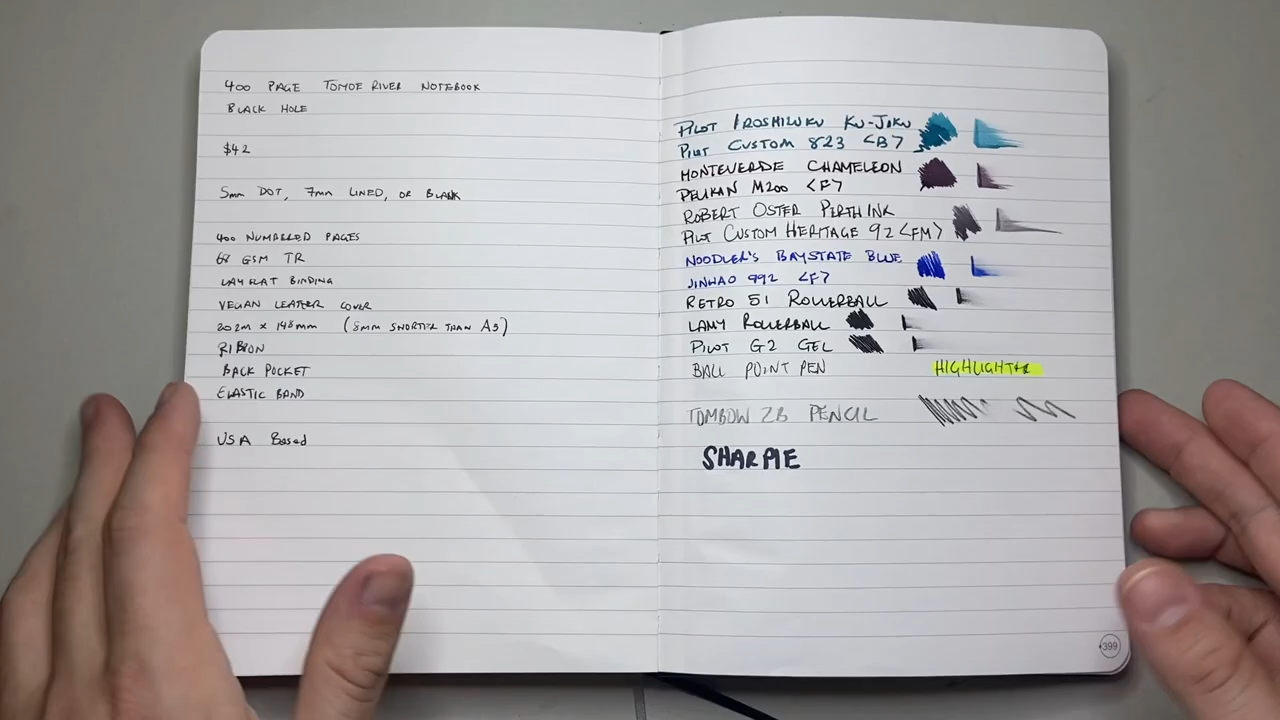 400 PAGE TOMOE RIVER NOTEBOOK
BLACK HOLE
$42
5mm DOT, 7mm LINED, OR BLANK
400 NUMBERED PAGES
68 GSM TR
LAY FLAT BINDING
VEGAN LEATHER COVER
202m × 148mm (8mm SHORTER THAN A5)
RIBBON
BACK POCKET
ELASTIC BAND
USA Based
PILOT IROSHIZUKU KU-JAKU
PILOT CUSTOM 823 <B>
MONTEVERDE CHAMELEON
PELIKAN M200 <F>
ROBERT OSTER PERTH INK
PILOT CUSTOM HERITAGE 92 <FM>
NOODLER'S BAYSTATE BLUE
JINHAO 992 <F>
RETRO 51 ROLLERBALL
LAMY ROLLERBALL
PILOT G2 GEL
BALL POINT PEN HIGHLIGHTER
TOMBOW 2B PENCIL
SHARPIE
399